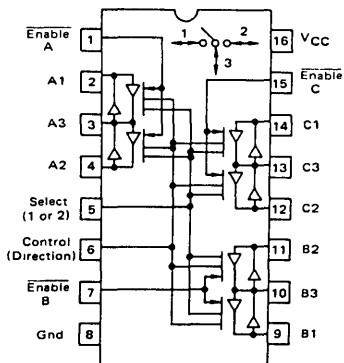 Enable
A
1
A1
2
A3
3
A2
4
Select
(1 or 2)
5
Control
(Direction)
6
Enable
B
7
Gnd
8
1
2
3
16
VCC
15
Enable
C
14
C1
13
C3
12
C2
11
B2
10
B3
9
B1